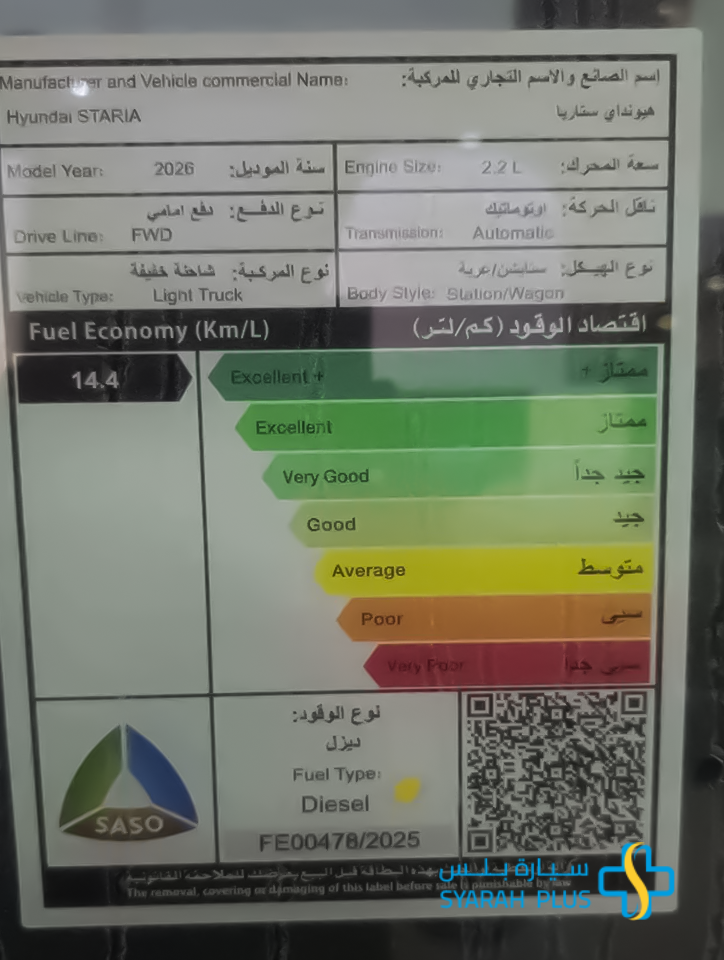 Manufacturer and Vehicle commercial Name: إسم الصانع والاسم التجاري للمركبة:
Hyundai STARIA هيونداي ستاريا
Model Year: 2026 سنة الموديل: Engine Size: 2.2 L سعة المحرك:
نوع الدفع: دفع امامي ناقل الحركة: اوتوماتيك
Drive Line: FWD Transmission: Automatic
نوع المركبة: شاحنة خفيفة نوع الهيكل: ستايشن/عربة
Vehicle Type: Light Truck Body Style: Station/Wagon
Fuel Economy (Km/L) اقتصاد الوقود (كم/لتر)
14.4 Excellent + ممتاز +
Excellent ممتاز
Very Good جيد جداً
Good جيد
Average متوسط
Poor سيئ
Very Poor سيئ جدا
نوع الوقود:
ديزل
Fuel Type:
Diesel
SASO
FE00478/2025
The removal, covering or damaging of this label before sale is punishable by law
سيارة بلس
SYARAH PLUS